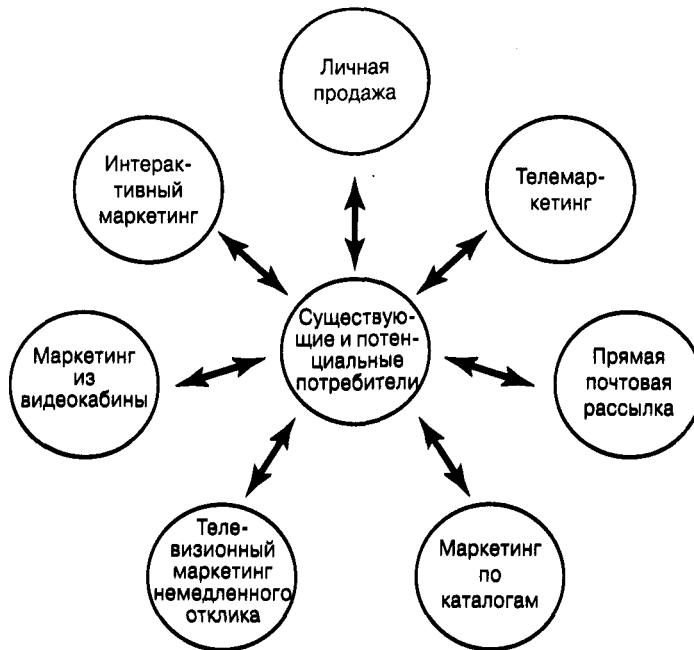 Личная
продажа
Интерак-
тивный
маркетинг
Телемар-
кетинг
Существую-
щие и потен-
циальные
потребители
Маркетинг
из
видеокабины
Прямая
почтовая
рассылка
Теле-
визионный
маркетинг
немедленного
отклика
Маркетинг
по
каталогам